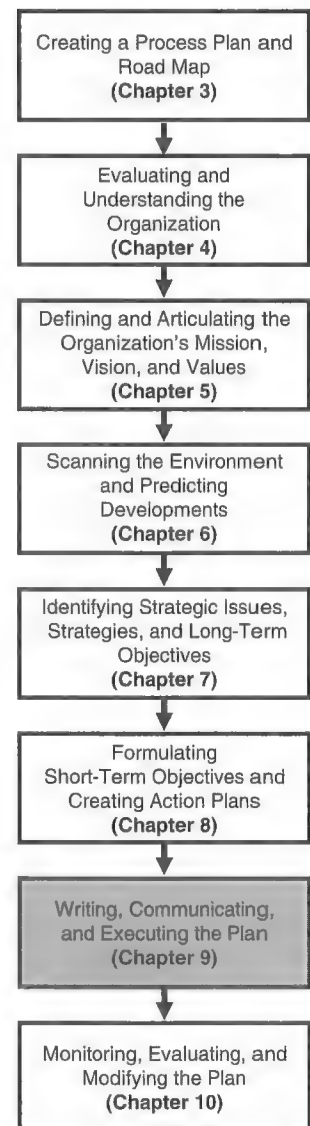 Creating a Process Plan and
Road Map
(Chapter 3)
Evaluating and
Understanding the
Organization
(Chapter 4)
Defining and Articulating the
Organization's Mission,
Vision, and Values
(Chapter 5)
Scanning the Environment
and Predicting
Developments
(Chapter 6)
Identifying Strategic Issues,
Strategies, and Long-Term
Objectives
(Chapter 7)
Formulating
Short-Term Objectives and
Creating Action Plans
(Chapter 8)
Writing, Communicating,
and Executing the Plan
(Chapter 9)
Monitoring, Evaluating, and
Modifying the Plan
(Chapter 10)